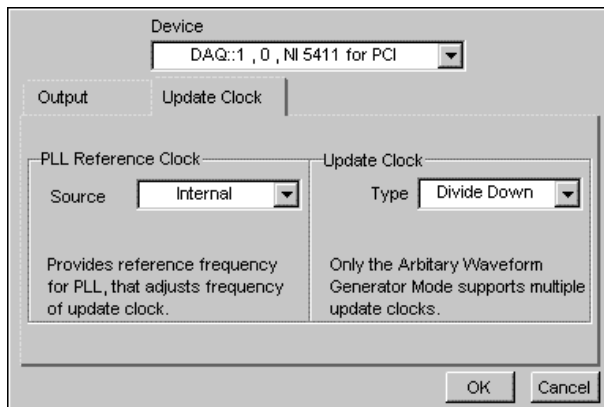 Device
DAQ::1 , 0 , NI 5411 for PCI
Output
Update Clock
PLL Reference Clock
Source
Internal
Provides reference frequency
for PLL, that adjusts frequency
of update clock.
Update Clock
Type
Divide Down
Only the Arbitary Waveform
Generator Mode supports multiple
update clocks.
OK
Cancel